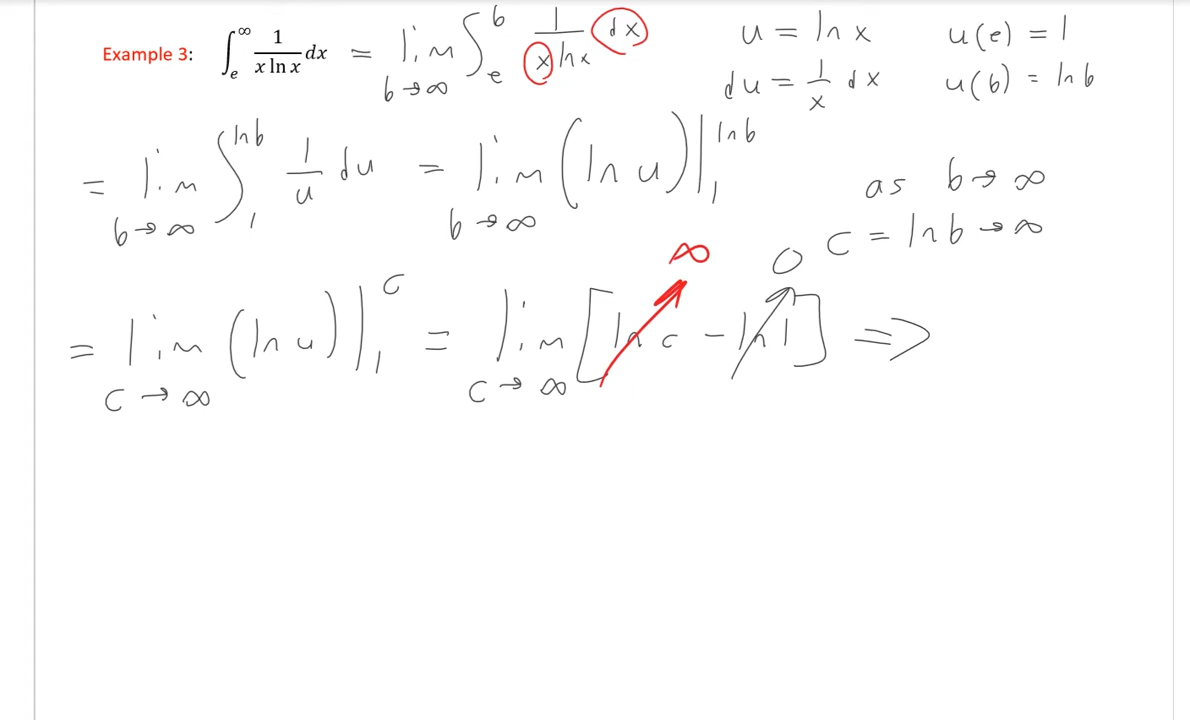 Example 3: ∫_e^∞ 1/(x ln x) dx = lim_{b→∞} ∫_e^b 1/(x ln x) dx   u = ln x   u(e) = 1
du = 1/x dx   u(b) = ln b
= lim_{b→∞} ∫_1^{ln b} 1/u du = lim_{b→∞} (ln u)|_1^{ln b}   as b→∞
c = ln b → ∞
= lim_{c→∞} (ln u)|_1^c = lim_{c→∞} [ln c - ln 1] ⇒
∞ 0